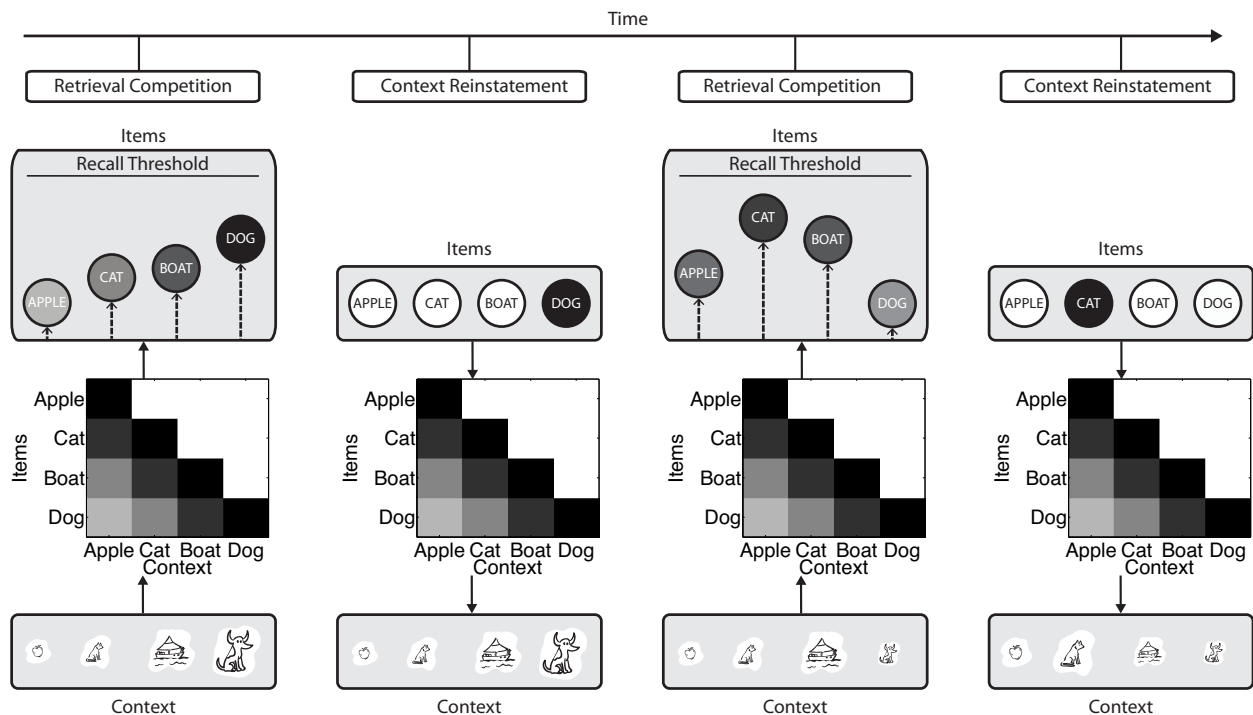 Time
Retrieval Competition
Context Reinstatement
Retrieval Competition
Context Reinstatement
Items
Recall Threshold
APPLE
CAT
BOAT
DOG
Items
APPLE
CAT
BOAT
DOG
Items
Recall Threshold
APPLE
CAT
BOAT
DOG
Items
APPLE
CAT
BOAT
DOG
Items
Apple
Cat
Boat
Dog
Apple Cat Boat Dog
Context
Items
Apple
Cat
Boat
Dog
Apple Cat Boat Dog
Context
Items
Apple
Cat
Boat
Dog
Apple Cat Boat Dog
Context
Items
Apple
Cat
Boat
Dog
Apple Cat Boat Dog
Context
Context
Context
Context
Context